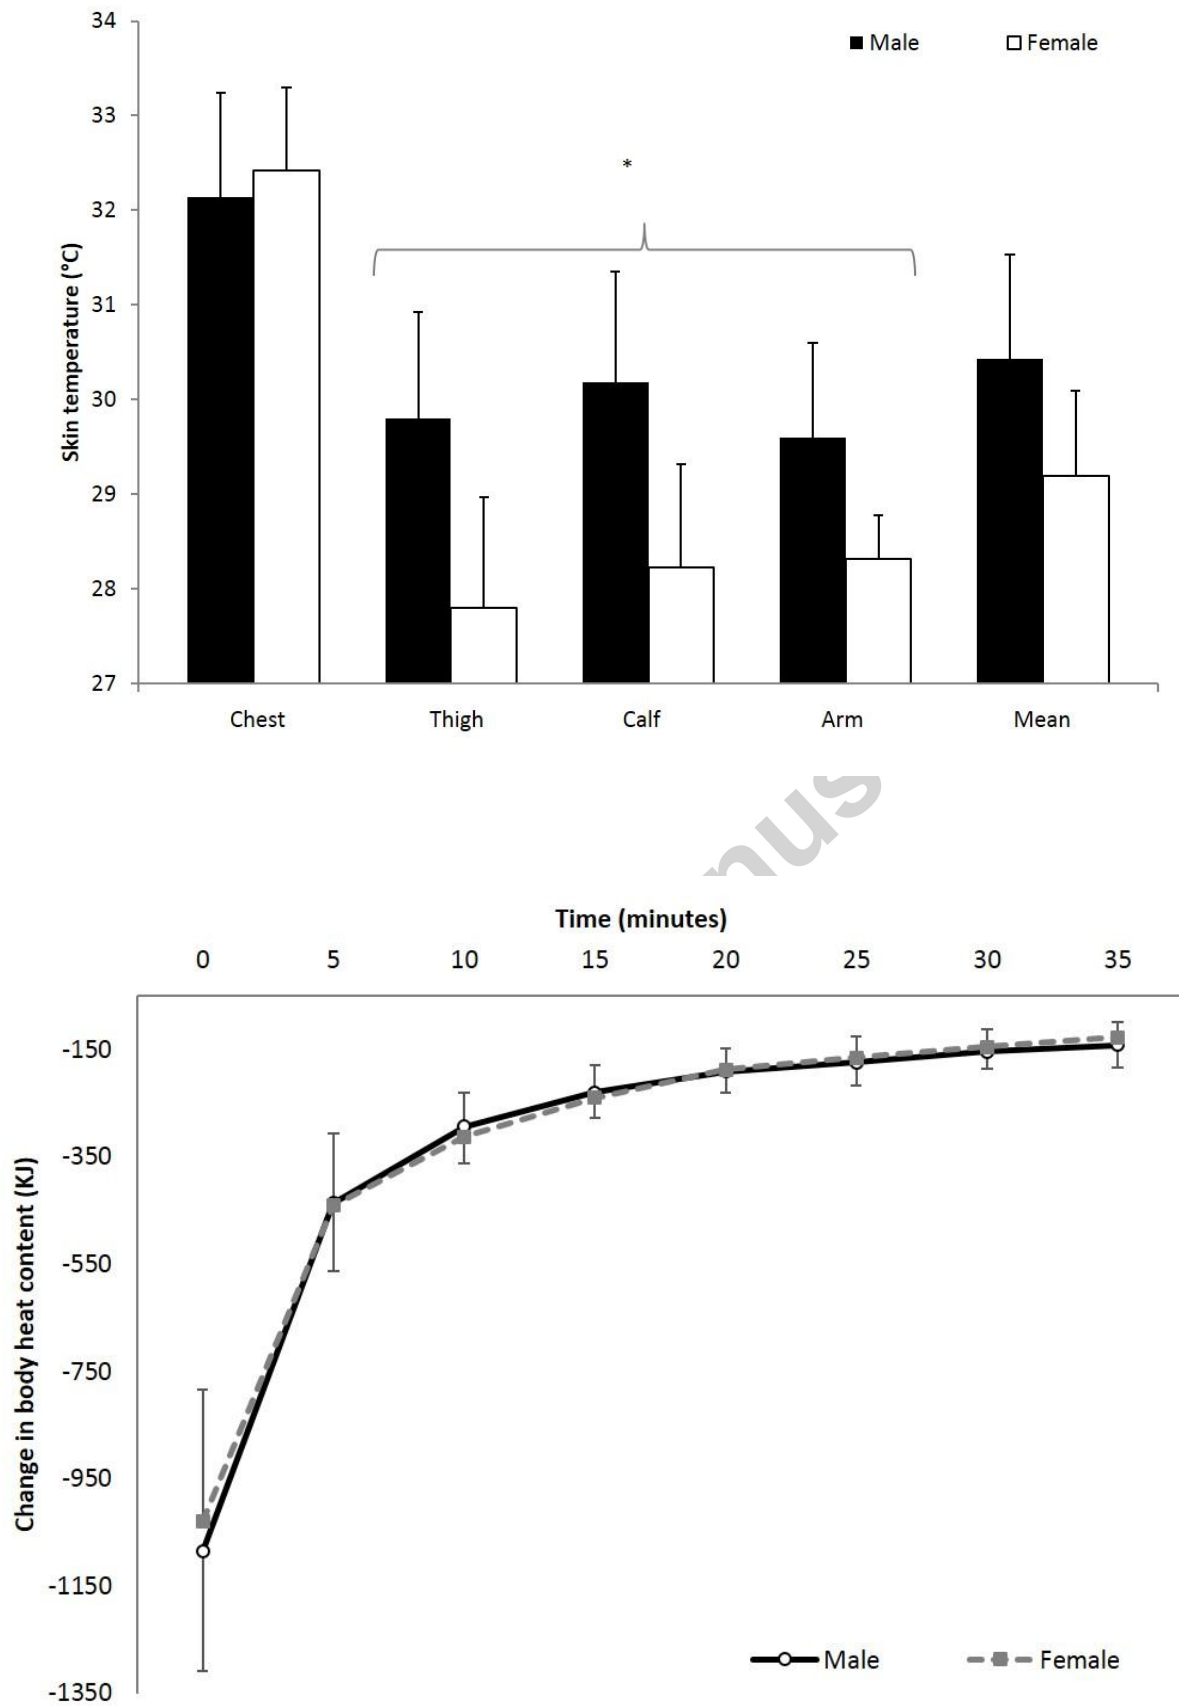 34
Male Female
33
*
32
31
30
29
28
27
Skin temperature (°C)
Chest Thigh Calf Arm Mean
nus
Time (minutes)
0 5 10 15 20 25 30 35
-150
-350
-550
-750
-950
-1150
-1350
Change in body heat content (KJ)
Male Female